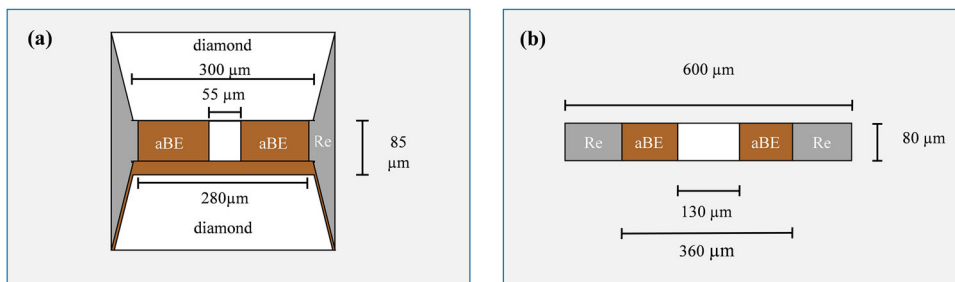 (a)
diamond
300 µm
55 µm
aBE
aBE
Re
85
µm
280µm
diamond
(b)
600 µm
Re
aBE
aBE
Re
80 µm
130 µm
360 µm